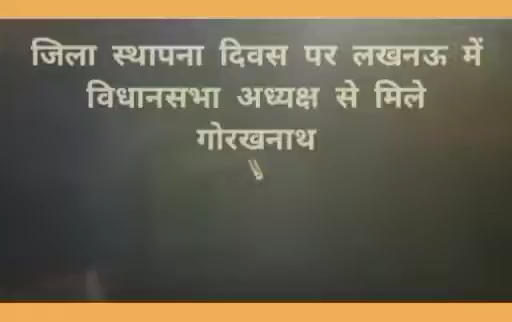 जिला स्थापना दिवस पर लखनऊ में
विधानसभा अध्यक्ष से मिले
गोरखनाथ